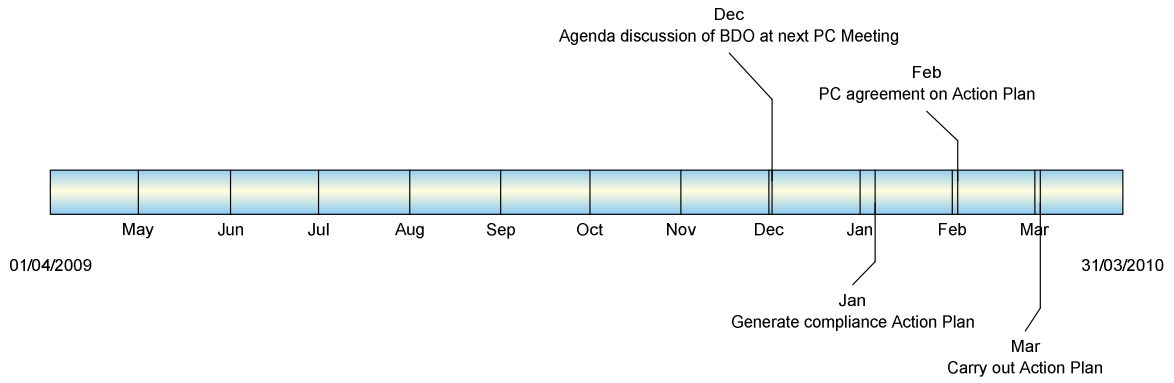 Dec
Agenda discussion of BDO at next PC Meeting
Feb
PC agreement on Action Plan
May Jun Jul Aug Sep Oct Nov Dec Jan Feb Mar
01/04/2009 31/03/2010
Jan
Generate compliance Action Plan
Mar
Carry out Action Plan